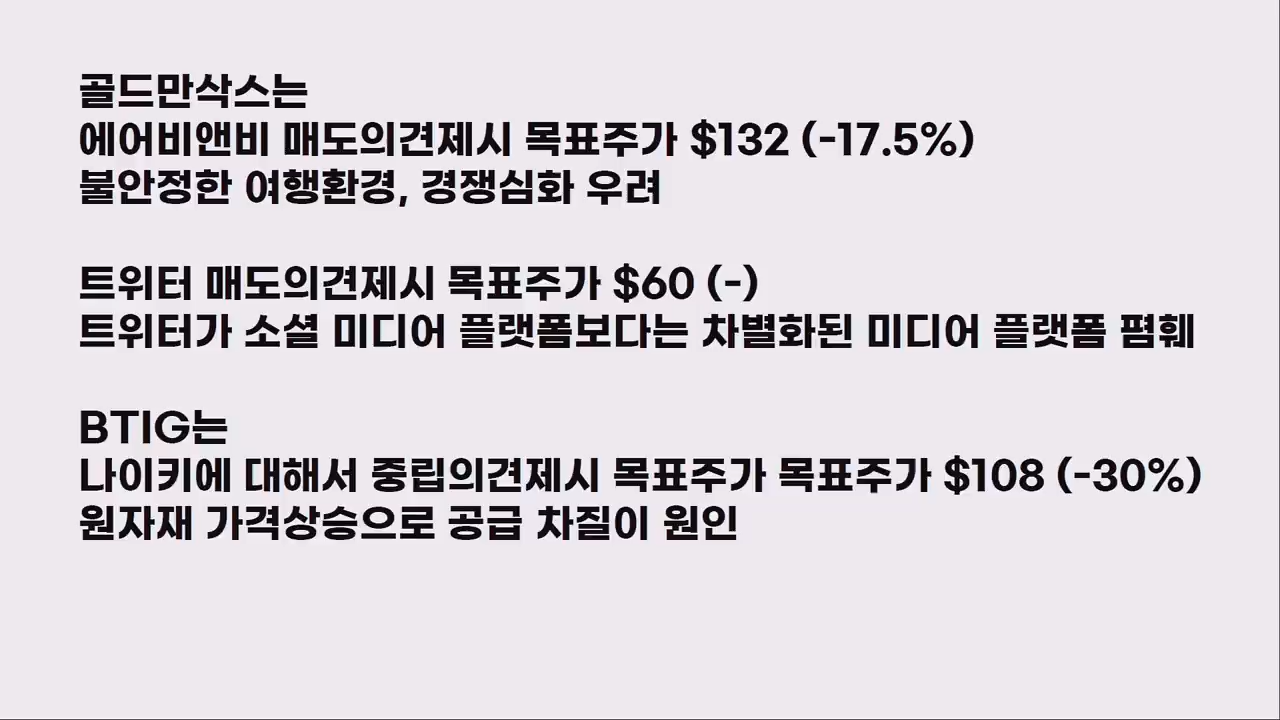 골드만삭스는
에어비앤비 매도의견제시 목표주가 $132 (-17.5%)
불안정한 여행환경, 경쟁심화 우려
트위터 매도의견제시 목표주가 $60 (-)
트위터가 소셜 미디어 플랫폼보다는 차별화된 미디어 플랫폼 폄훼
BTIG는
나이키에 대해서 중립의견제시 목표주가 목표주가 $108 (-30%)
원자재 가격상승으로 공급 차질이 원인